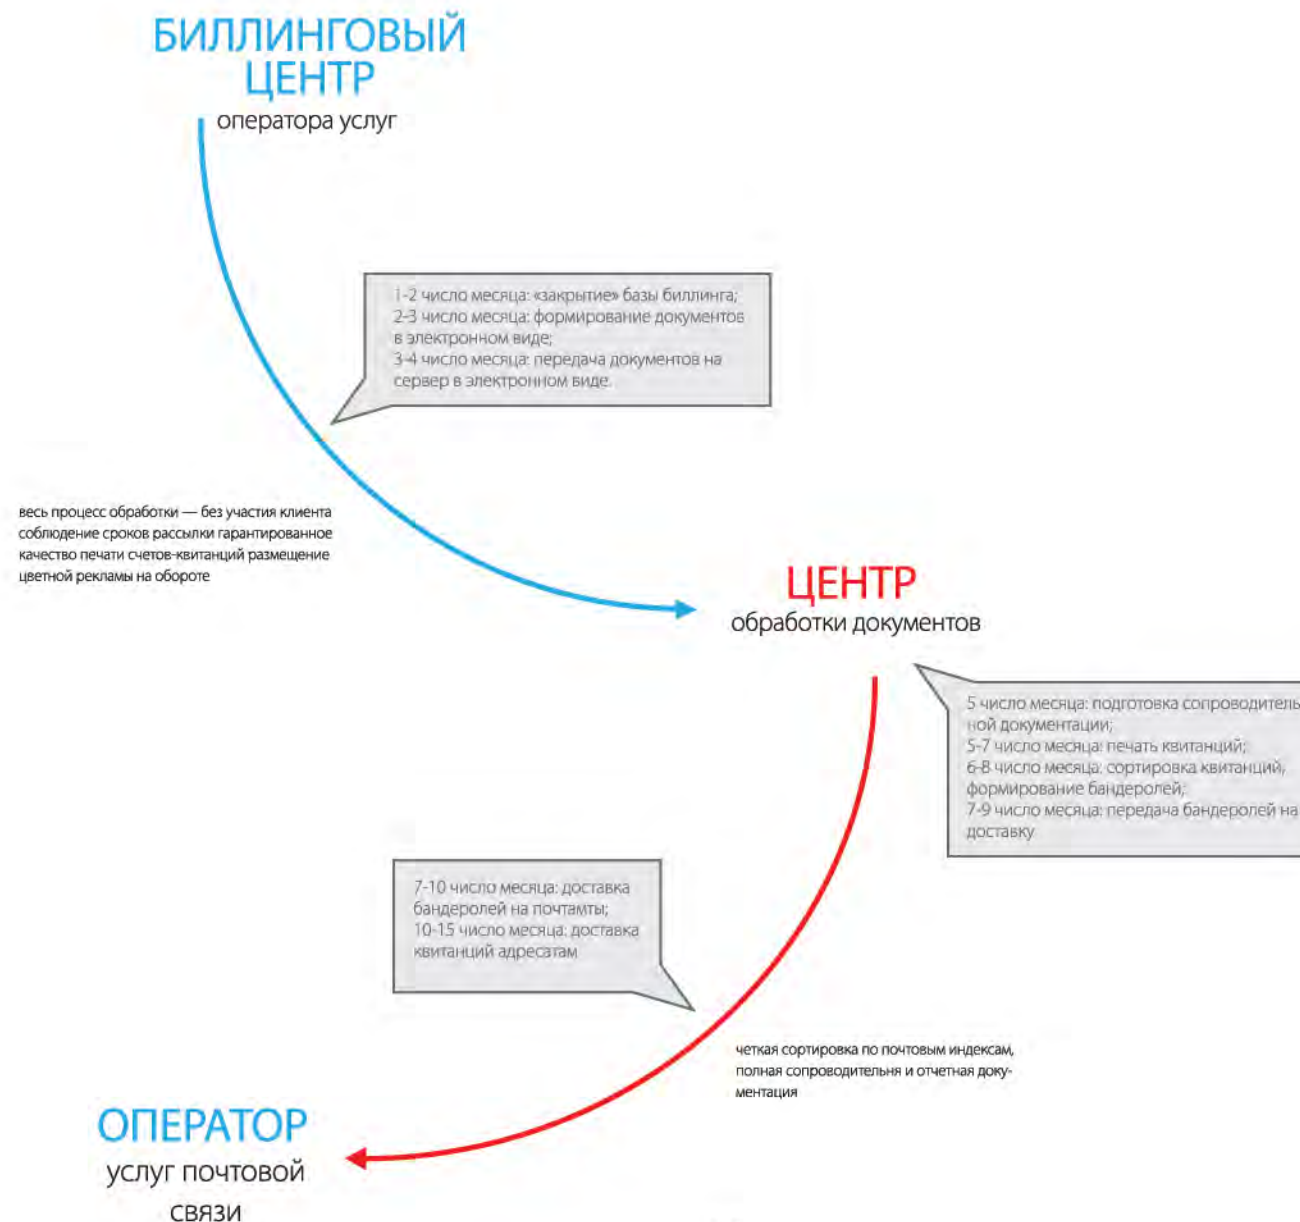 БИЛЛИНГОВЫЙ
ЦЕНТР
оператора услуг
1-2 число месяца: «закрытие» базы биллинга;
2-3 число месяца: формирование документов
в электронном виде;
3-4 число месяца: передача документов на
сервер в электронном виде.
весь процесс обработки — без участия клиента
соблюдение сроков рассылки гарантированное
качество печати счетов-квитанций размещение
цветной рекламы на обороте
ЦЕНТР
обработки документов
5 число месяца: подготовка сопроводитель
ной документации;
5-7 число месяца: печать квитанций;
6-8 число месяца: сортировка квитанций,
формирование бандеролей;
7-9 число месяца: передача бандеролей на
доставку
7-10 число месяца: доставка
бандеролей на почтамты;
10-15 число месяца: доставка
квитанций адресатам
четкая сортировка по почтовым индексам,
полная сопроводительня и отчетная доку-
ментация
ОПЕРАТОР
услуг почтовой
связи